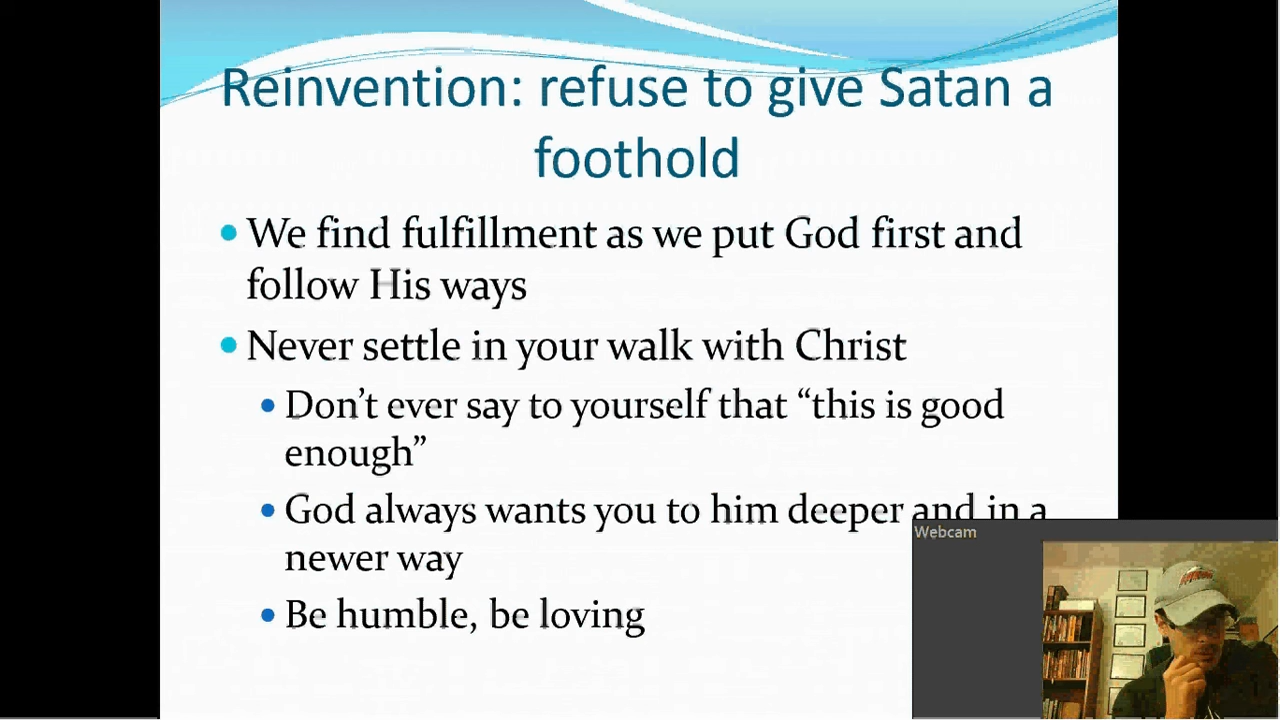 Reinvention: refuse to give Satan a
foothold
We find fulfillment as we put God first and
follow His ways
Never settle in your walk with Christ
Don’t ever say to yourself that “this is good
enough”
God always wants you to him deeper and in a
newer way
Be humble, be loving
Webcam